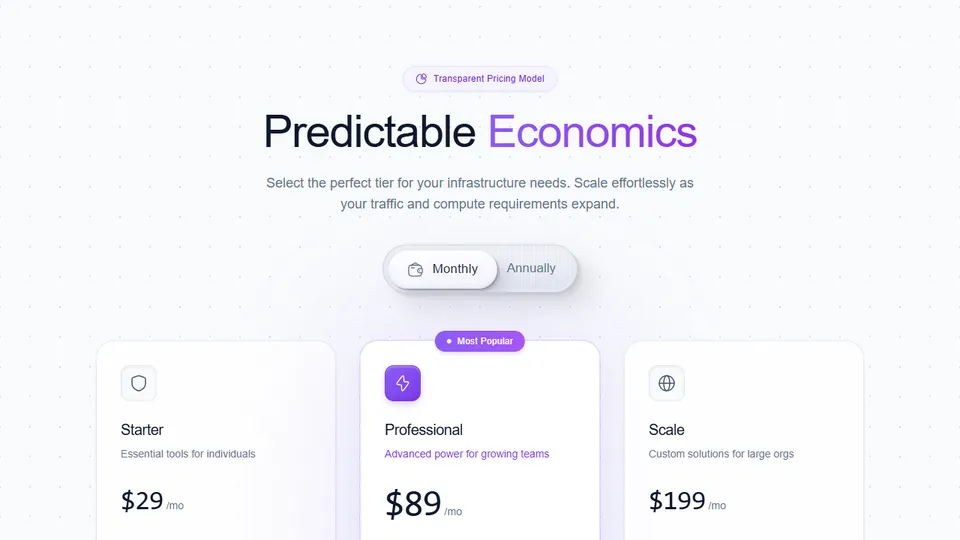 Transparent Pricing Model
Predictable Economics
Select the perfect tier for your infrastructure needs. Scale effortlessly as
your traffic and compute requirements expand.
Monthly
Annually
Most Popular
Starter
Essential tools for individuals
$29 /mo
Professional
Advanced power for growing teams
$89 /mo
Scale
Custom solutions for large orgs
$199 /mo